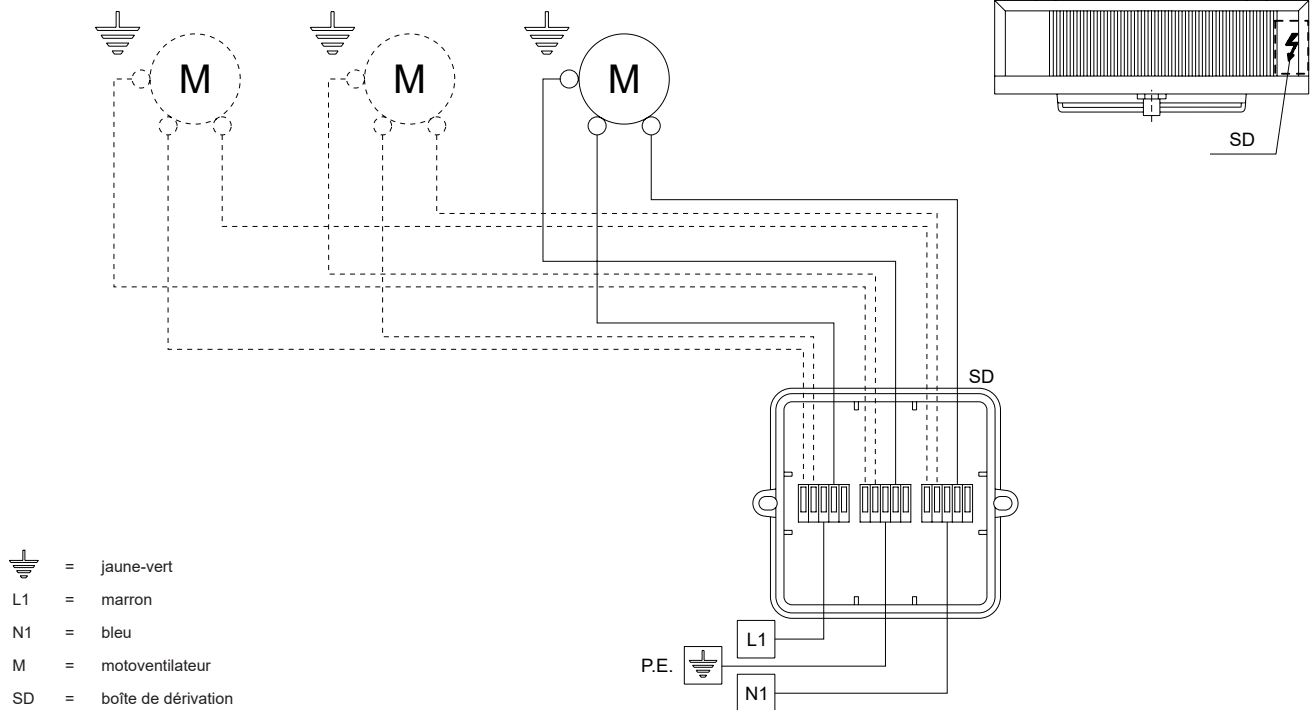 M M M
SD
SD
= jaune-vert
L1 = marron
N1 = bleu
M = motoventilateur
SD = boîte de dérivation
L1
P.E.
N1